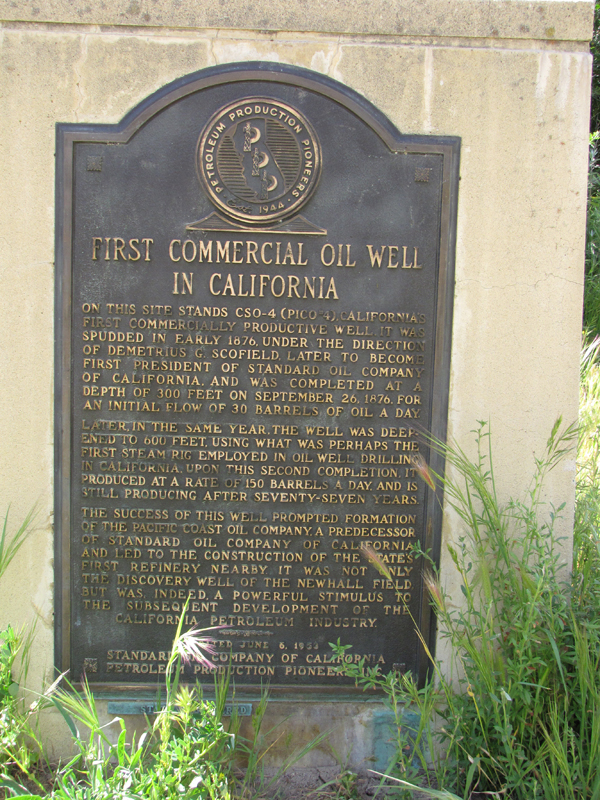 PETROLEUM PRODUCTION PIONEERS
1944
FIRST COMMERCIAL OIL WELL
IN CALIFORNIA
ON THIS SITE STANDS CSO-4 (PICO #4), CALIFORNIA'S
FIRST COMMERCIALLY PRODUCTIVE WELL. IT WAS
SPUDDED IN EARLY 1876, UNDER THE DIRECTION
OF DEMETRIUS G. SCOFIELD, LATER TO BECOME
FIRST PRESIDENT OF STANDARD OIL COMPANY
OF CALIFORNIA, AND WAS COMPLETED AT A
DEPTH OF 300 FEET ON SEPTEMBER 26, 1876, FOR
AN INITIAL FLOW OF 30 BARRELS OF OIL A DAY.
LATER, IN THE SAME YEAR, THE WELL WAS DEEP-
ENED TO 600 FEET, USING WHAT WAS PERHAPS THE
FIRST STEAM RIG EMPLOYED IN OIL WELL DRILLING
IN CALIFORNIA. UPON THIS SECOND COMPLETION, IT
PRODUCED AT A RATE OF 150 BARRELS A DAY, AND IS
STILL PRODUCING AFTER SEVENTY-SEVEN YEARS.
THE SUCCESS OF THIS WELL PROMPTED FORMATION
OF THE PACIFIC COAST OIL COMPANY, A PREDECESSOR
OF STANDARD OIL COMPANY OF CALIFORNIA
AND LED TO THE CONSTRUCTION OF THE STATE'S
FIRST REFINERY NEARBY. IT WAS NOT ONLY
THE DISCOVERY WELL OF THE NEWHALL FIELD,
BUT WAS, INDEED, A POWERFUL STIMULUS TO
THE SUBSEQUENT DEVELOPMENT OF THE
CALIFORNIA PETROLEUM INDUSTRY.
JUNE 6, 1953
STANDARD OIL COMPANY OF CALIFORNIA
PETROLEUM PRODUCTION PIONEERS